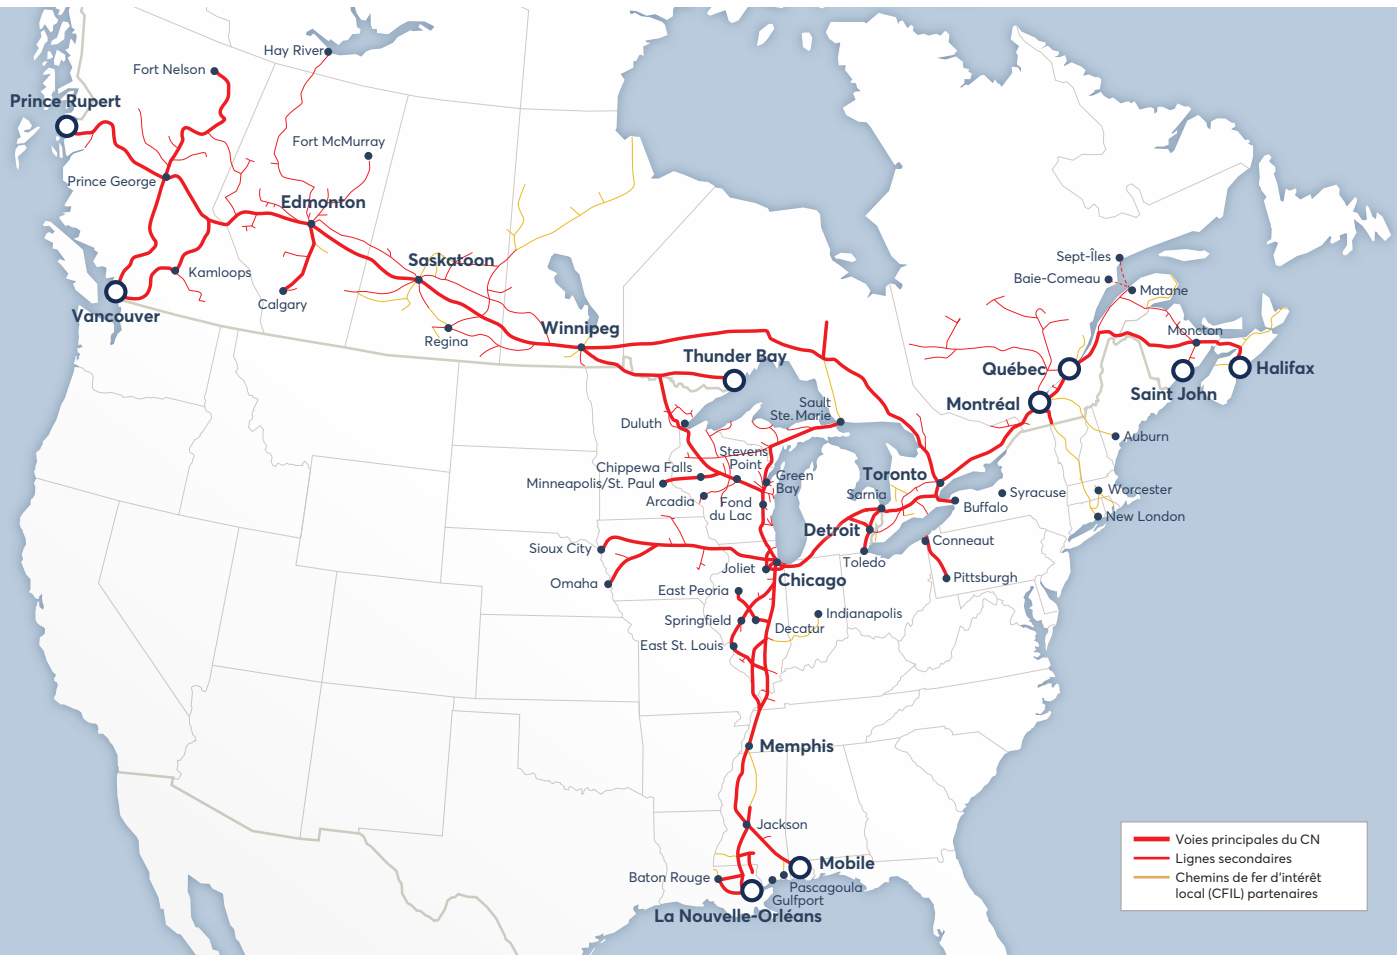 Hay River
Fort Nelson
Prince Rupert
Fort McMurray
Prince George
Edmonton
Kamloops
Saskatoon
Calgary
Vancouver
Regina
Winnipeg
Thunder Bay
Sept-Îles
Baie-Comeau
Matane
Moncton
Québec
Halifax
Saint John
Montréal
Sault
Ste. Marie
Duluth
Auburn
Stevens
Point
Chippewa Falls
Minneapolis/St. Paul
Green
Bay
Toronto
Arcadia
Fond
du Lac
Sarnia
Syracuse
Worcester
Buffalo
New London
Detroit
Conneaut
Sioux City
Toledo
Joliet
Chicago
Pittsburgh
Omaha
East Peoria
Indianapolis
Springfield
Decatur
East St. Louis
Memphis
Jackson
Mobile
Baton Rouge
Pascagoula
Gulfport
La Nouvelle-Orléans
Voies principales du CN
Lignes secondaires
Chemins de fer d'intérêt
local (CFIL) partenaires